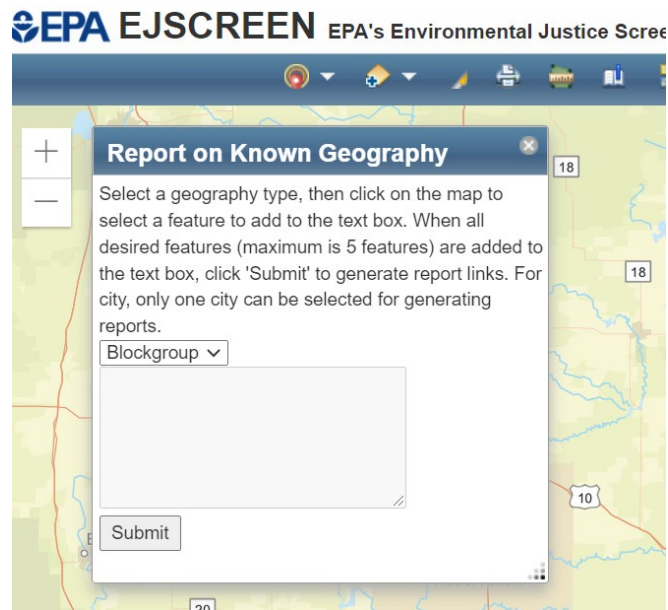 EPA EJSCREEN EPA's Environmental Justice Scree
+
18
Report on Known Geography
−
Select a geography type, then click on the map to
select a feature to add to the text box. When all
desired features (maximum is 5 features) are added to
the text box, click 'Submit' to generate report links. For
18
city, only one city can be selected for generating
reports.
Blockgroup
10
Submit
20